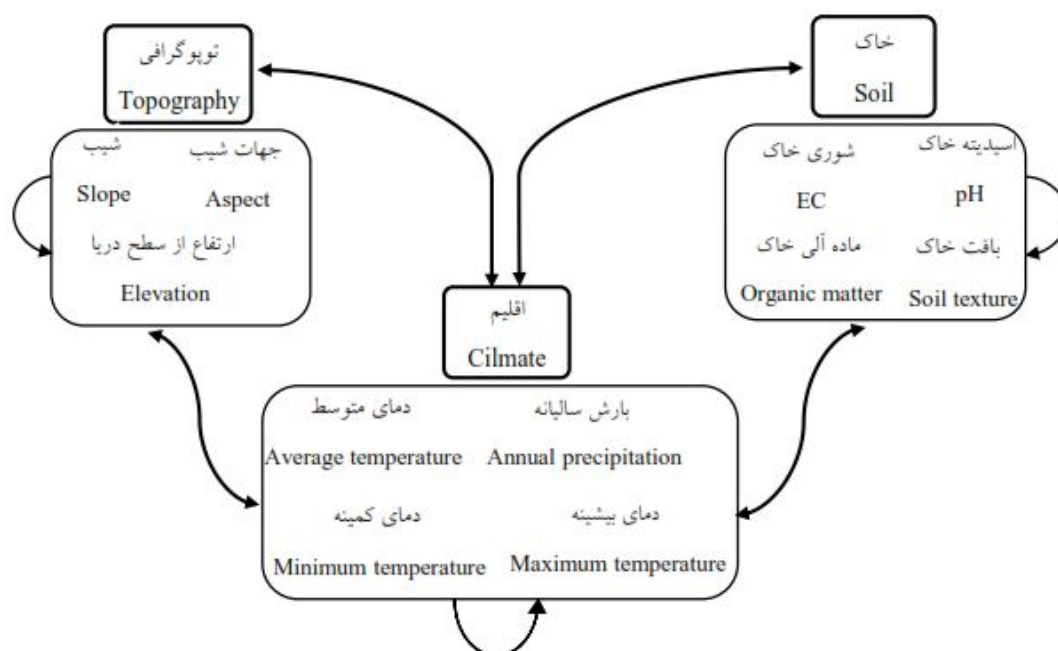 توپوگرافی
Topography
شیب
جهات شیب
Slope
Aspect
ارتفاع از سطح دریا
Elevation
خاک
Soil
شوری خاک
اسیدیته خاک
EC
pH
ماده آلی خاک
بافت خاک
Organic matter
Soil texture
اقلیم
Cilmate
دمای متوسط
بارش سالیانه
Average temperature
Annual precipitation
دمای کمینه
دمای بیشینه
Minimum temperature
Maximum temperature